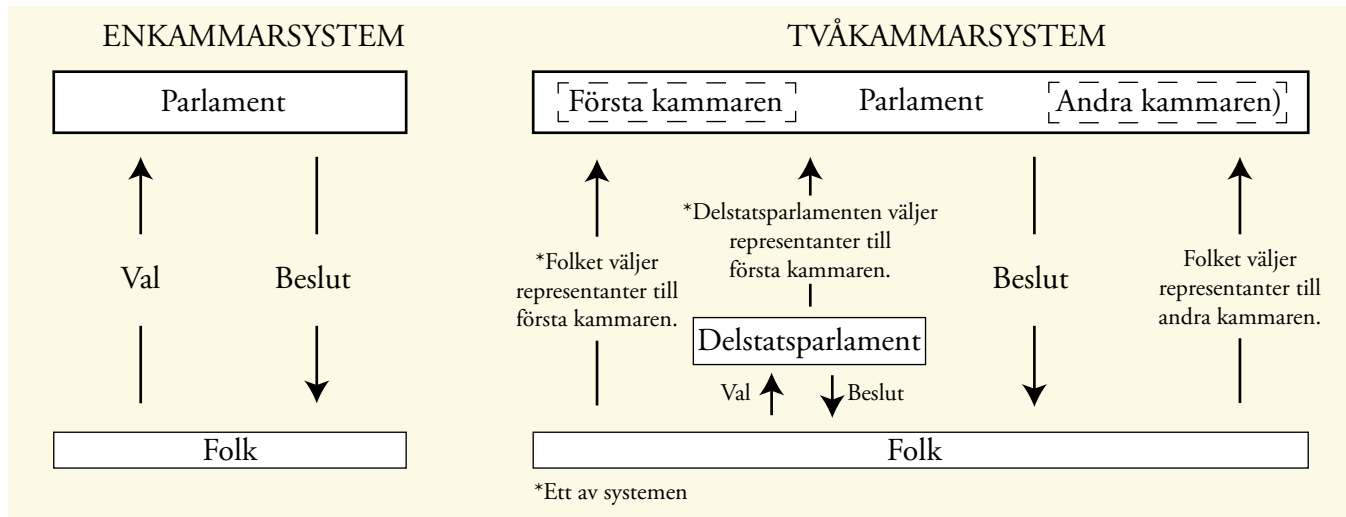 ENKAMMARSYSTEM
Parlament
Val
Beslut
Folk
TVÅKAMMARSYSTEM
Första kammaren
Parlament
Andra kammaren)
*Folket väljer
representanter till
första kammaren.
*Delstatsparlamenten väljer
representanter till
första kammaren.
Delstatsparlament
Val
Beslut
Beslut
Folket väljer
representanter till
andra kammaren.
Folk
*Ett av systemen